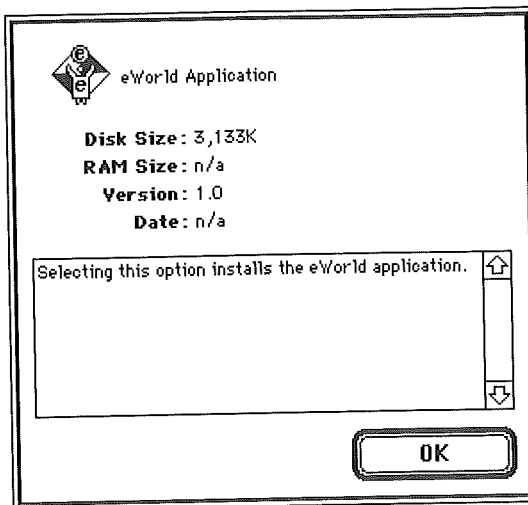 e
e
eWorld Application
Disk Size: 3,133K
RAM Size: n/a
Version: 1.0
Date: n/a
Selecting this option installs the eWorld application.
OK